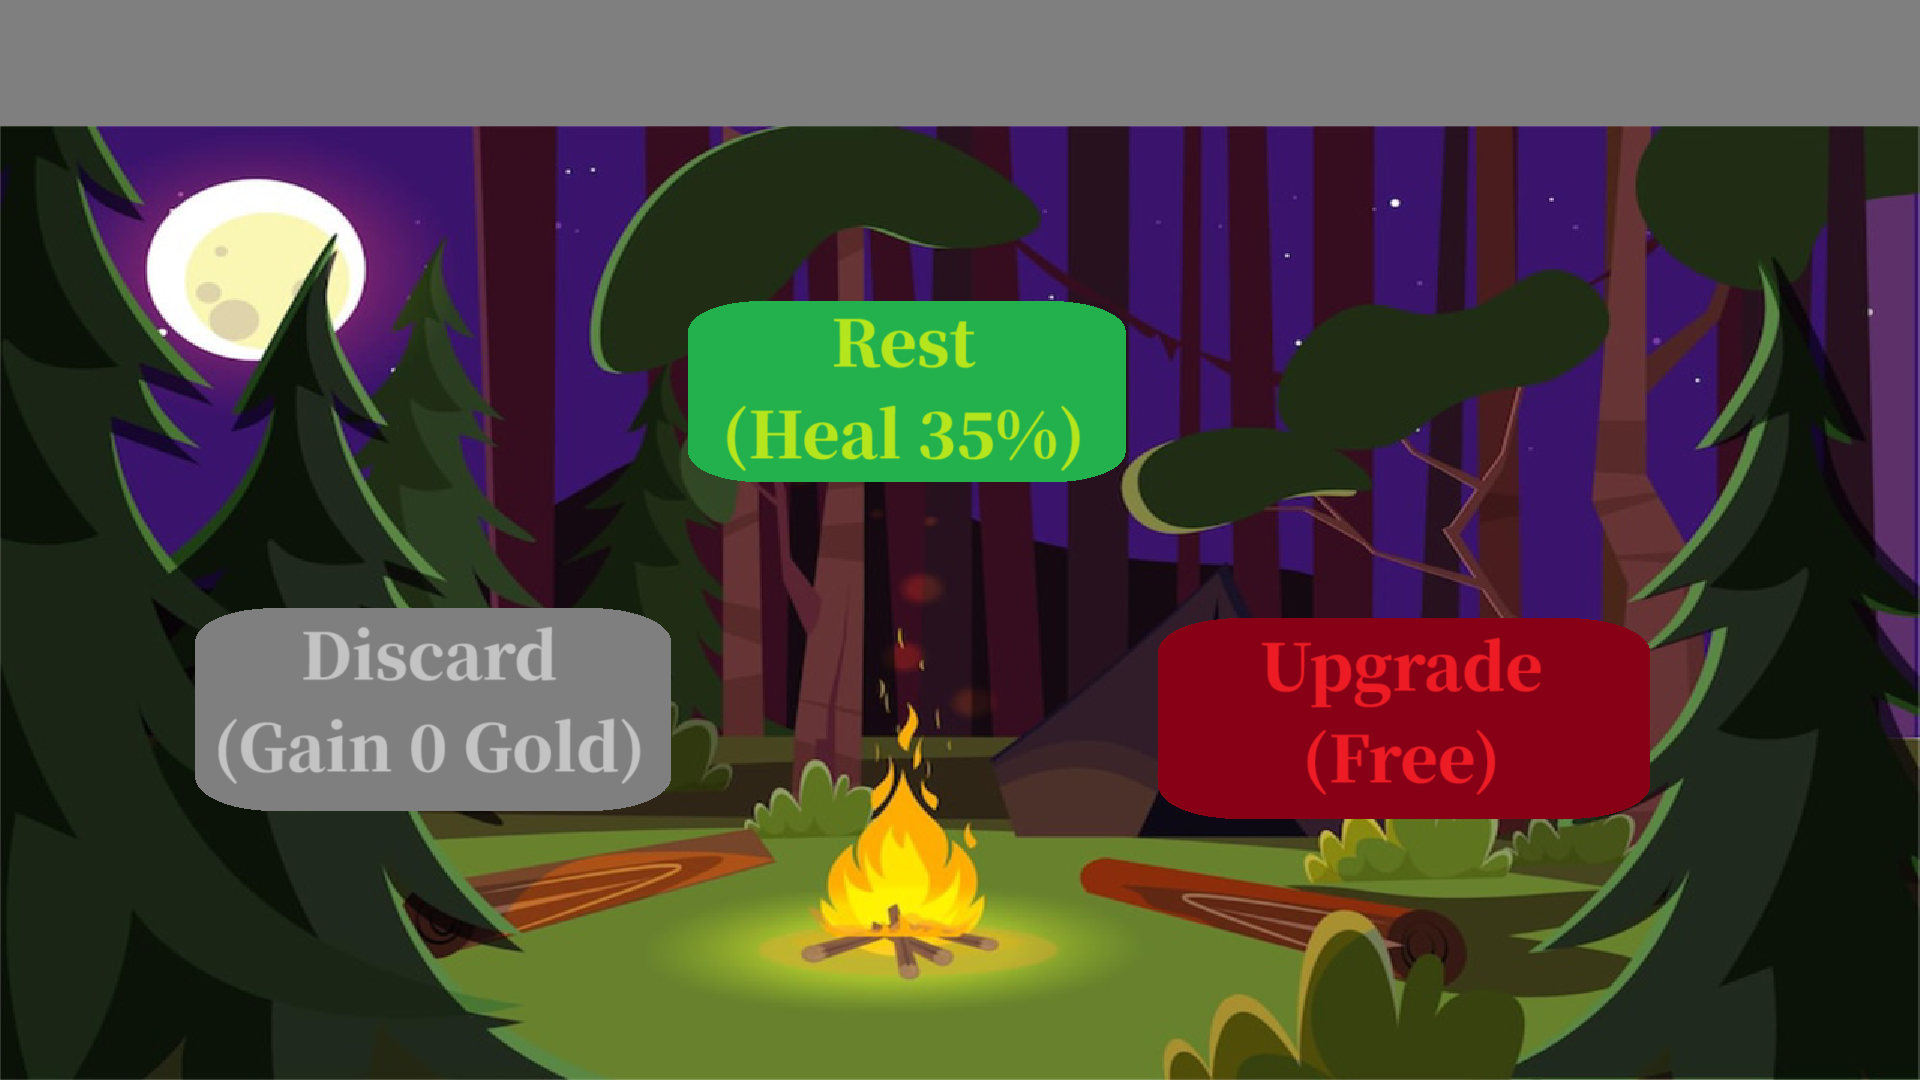 Rest
(Heal 35%)
Discard
(Gain 0 Gold)
Upgrade
(Free)